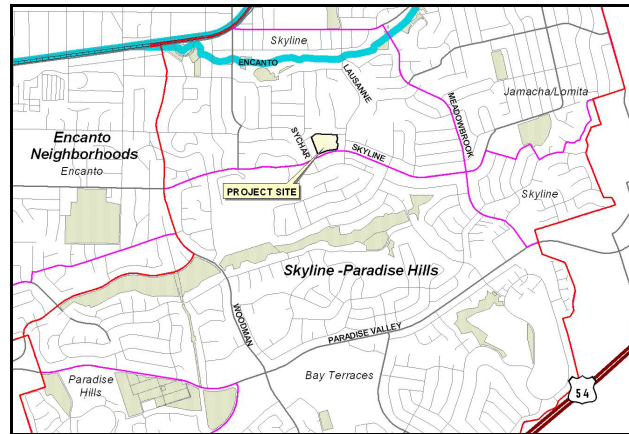 Skyline
ENCANTO
LAUSANNE
MEADOWBROOK
Jamacha/Lomita
Encanto
Neighborhoods
Encanto
SYCHAR
SKYLINE
PROJECT SITE
Skyline
Skyline -Paradise Hills
WOODMAN
PARADISE VALLEY
Paradise
Hills
Bay Terraces
54